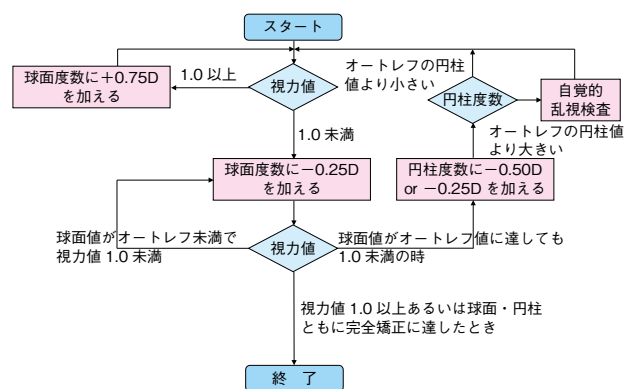 スタート
1.0 以上
球面度数に＋0.75D
を加える
視力値
オートレフの円柱
値より小さい
円柱度数
自覚的
乱視検査
1.0 未満
オートレフの円柱値
より大きい
球面度数に−0.25D
を加える
円柱度数に−0.50D
or −0.25D を加える
球面値がオートレフ未満で
視力値 1.0 未満
視力値
球面値がオートレフ値に達しても
1.0 未満の時
視力値 1.0 以上あるいは球面・円柱
ともに完全矯正に達したとき
終　了